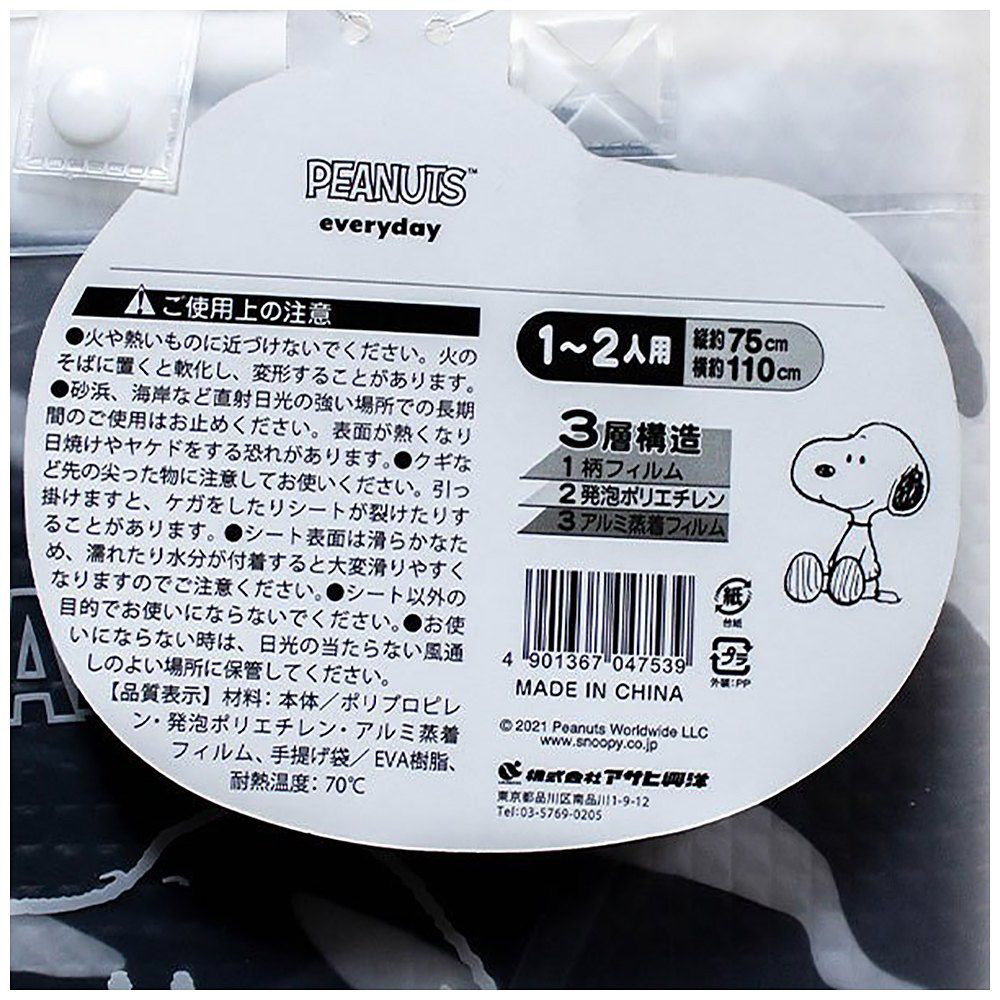 PEANUTS™
everyday
ご使用上の注意
●火や熱いものに近づけないでください。火の
そばに置くと軟化し、変形することがあります。
●砂浜、海岸など直射日光の強い場所での長期
間のご使用はお止めください。表面が熱くなり
日焼けやヤケドをする恐れがあります。●クギな
ど先の尖った物に注意してお使いください。引っ
掛けますと、ケガをしたりシートが裂けたりす
ることがあります。●シート表面は滑らかなた
め、濡れたり水分が付着すると大変滑りやすく
なりますのでご注意ください。●シート以外の
目的でお使いにならないでください。●お使
いにならない時は、日光の当たらない風通
しのよい場所に保管してください。
【品質表示】材料：本体／ポリプロピレ
ン・発泡ポリエチレン・アルミ蒸着
フィルム、手提げ袋／EVA樹脂、
耐熱温度：70℃
1～2人用
縦約75cm
横約110cm
3層構造
1 柄フィルム
2 発泡ポリエチレン
3 アルミ蒸着フィルム
4 901367 047539
MADE IN CHINA
紙
台紙
プラ
外装：PP
© 2021 Peanuts Worldwide LLC
www.snoopy.co.jp
株式会社アサヒ興洋
東京都品川区南品川1-9-12
Tel：03-5769-0205